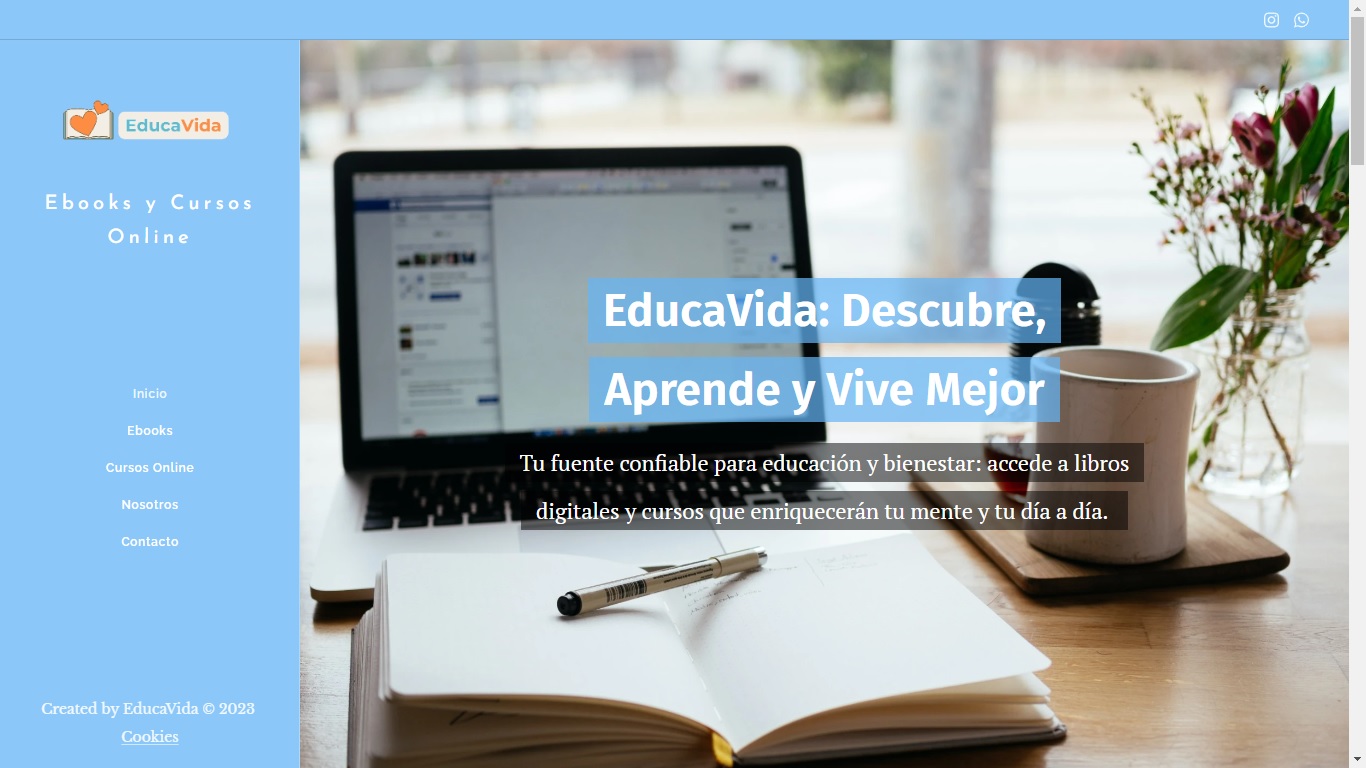 EducaVida
Ebooks y Cursos
Online
Inicio
Ebooks
Cursos Online
Nosotros
Contacto
Created by EducaVida © 2023
Cookies
EducaVida: Descubre,
Aprende y Vive Mejor
Tu fuente confiable para educación y bienestar: accede a libros
digitales y cursos que enriquecerán tu mente y tu día a día.